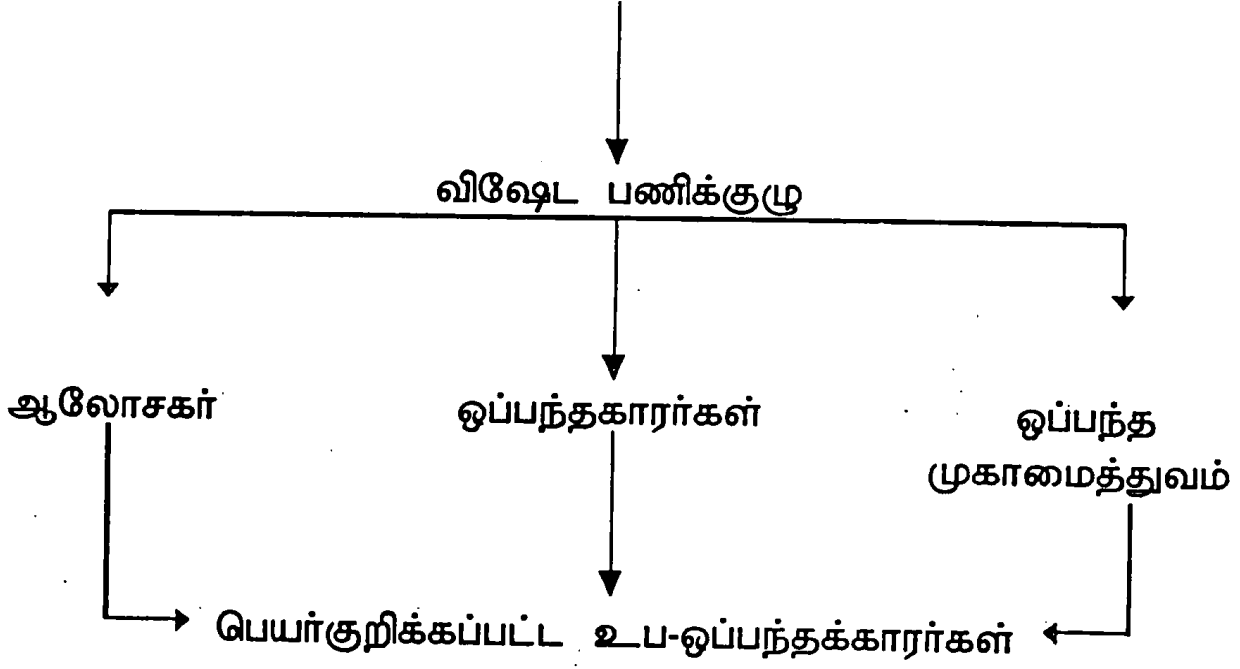 விஷேட பணிக்குழு
ஆலோசகர்
ஒப்பந்தகாரர்கள்
ஒப்பந்த
முகாமைத்துவம்
பெயர்குறிக்கப்பட்ட உப-ஒப்பந்தக்காரர்கள்